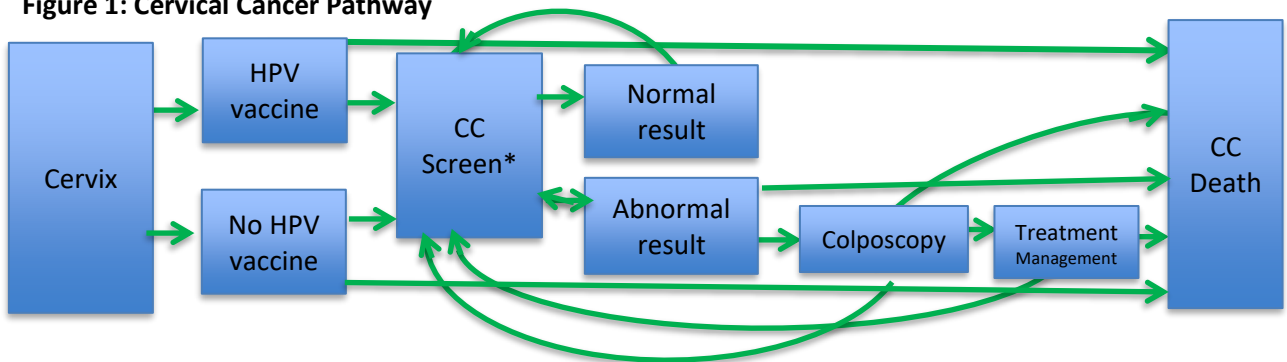 Figure 1: Cervical Cancer Pathway
Cervix
HPV
vaccine
No HPV
vaccine
CC
Screen*
Normal
result
Abnormal
result
Colposcopy
Treatment
Management
CC
Death